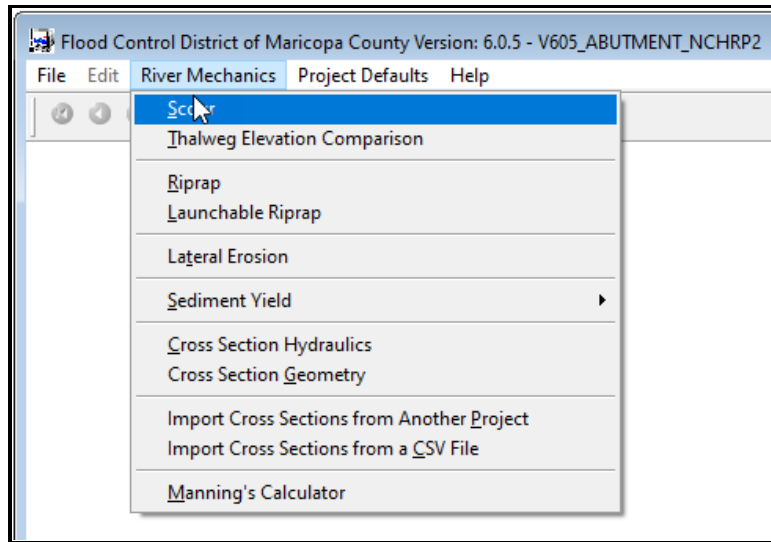 Flood Control District of Maricopa County Version: 6.0.5 - V605_ABUTMENT_NCHRP2
File Edit River Mechanics Project Defaults Help
Scour
Thalweg Elevation Comparison
Riprap
Launchable Riprap
Lateral Erosion
Sediment Yield
Cross Section Hydraulics
Cross Section Geometry
Import Cross Sections from Another Project
Import Cross Sections from a CSV File
Manning's Calculator